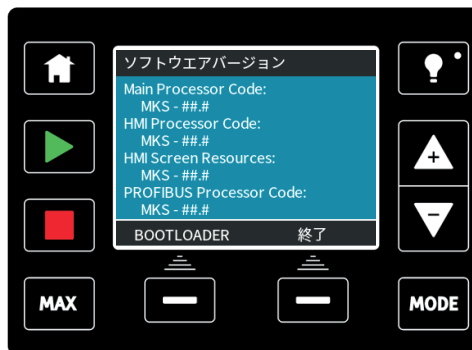 ソフトウエアバージョン
Main Processor Code:
MKS - ##.#
HMI Processor Code:
MKS - ##.#
HMI Screen Resources:
MKS - ##.#
PROFIBUS Processor Code:
MKS - ##.#
BOOTLOADER 終了
MAX
MODE